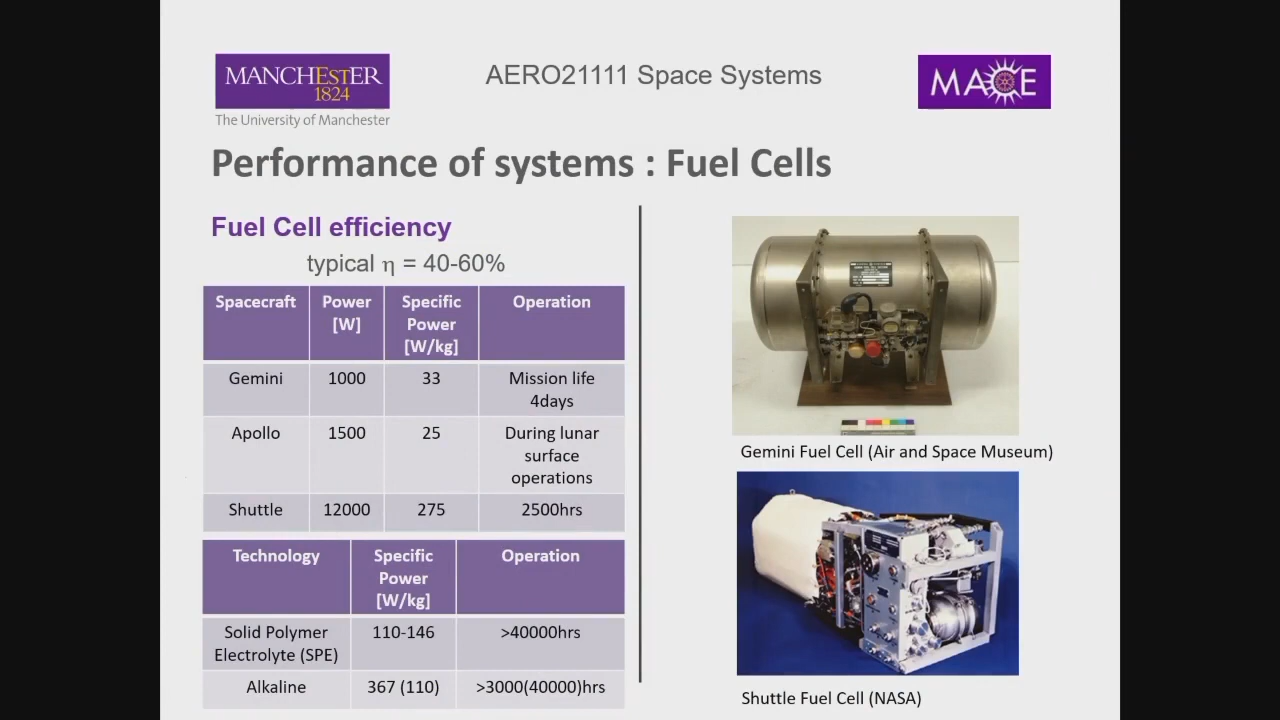 MANCHESTER
1824
The University of Manchester
AERO21111 Space Systems
MACE
Performance of systems : Fuel Cells
Fuel Cell efficiency
typical η = 40-60%
Spacecraft
Power
[W]
Specific
Power
[W/kg]
Operation
Gemini
1000
33
Mission life
4days
Apollo
1500
25
During lunar
surface
operations
Shuttle
12000
275
2500hrs
Technology
Specific
Power
[W/kg]
Operation
Solid Polymer
Electrolyte (SPE)
110-146
>40000hrs
Alkaline
367 (110)
>3000(40000)hrs
Gemini Fuel Cell (Air and Space Museum)
Shuttle Fuel Cell (NASA)